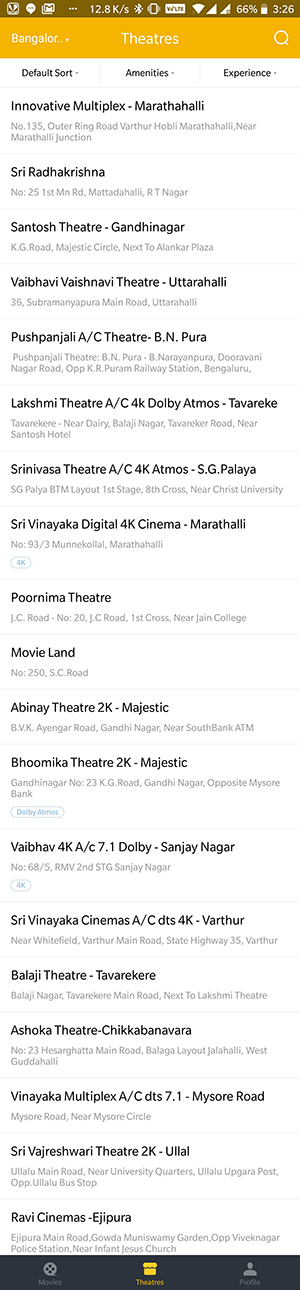 12.8 K/s VoLTE 66% 3:26
Bangalor.. Theatres
Default Sort Amenities Experience
Innovative Multiplex - Marathahalli
No.135, Outer Ring Road Varthur Hobli Marathahalli,Near
Marathalli Junction
Sri Radhakrishna
No: 25 1st Mn Rd, Mattadahalli, R T Nagar
Santosh Theatre - Gandhinagar
K.G.Road, Majestic Circle, Next To Alankar Plaza
Vaibhavi Vaishnavi Theatre - Uttarahalli
36, Subramanyapura Main Road, Uttarahalli
Pushpanjali A/C Theatre- B.N. Pura
Pushpanjali Theatre: B.N. Pura - B.Narayanpura, Dooravani
Nagar Road, Opp K.R.Puram Railway Station, Bengaluru,
Lakshmi Theatre A/C 4k Dolby Atmos - Tavareke
Tavarekere - Near Dairy, Balaji Nagar, Tavareker Road, Near
Santosh Hotel
Srinivasa Theatre A/C 4K Atmos - S.G.Palaya
SG Palya BTM Layout 1st Stage, 8th Cross, Near Christ University
Sri Vinayaka Digital 4K Cinema - Marathalli
No: 93/3 Munnekollal, Marathahalli
4K
Poornima Theatre
J.C. Road - No: 20, J.C Road, 1st Cross, Near Jain College
Movie Land
No: 250, S.C.Road
Abinay Theatre 2K - Majestic
B.V.K. Ayengar Road, Gandhi Nagar, Near SouthBank ATM
Bhoomika Theatre 2K - Majestic
Gandhinagar No: 23 K.G.Road, Gandhi Nagar, Opposite Mysore
Bank
Dolby Atmos
Vaibhav 4K A/c 7.1 Dolby - Sanjay Nagar
No: 68/5, RMV 2nd STG Sanjay Nagar
4K
Sri Vinayaka Cinemas A/C dts 4K - Varthur
Near Whitefield, Varthur Main Road, State Highway 35, Varthur
Balaji Theatre - Tavarekere
Balaji Nagar, Tavarekere Main Road, Next To Lakshmi Theatre
Ashoka Theatre-Chikkabanavara
No: 23 Hesarghatta Main Road, Balaga Layout Jalahalli, West
Guddahalli
Vinayaka Multiplex A/C dts 7.1 - Mysore Road
Mysore Road, Near Mysore Circle
Sri Vajreshwari Theatre 2K - Ullal
Ullalu Main Road, Near University Quarters, Ullalu Upgara Post,
Opp.Ullalu Bus Stop
Ravi Cinemas -Ejipura
Ejipura Main Road,Gowda Muniswamy Garden,Opp Viveknagar
Police Station,Near Infant Jesus Church
Movies Theatres Profile